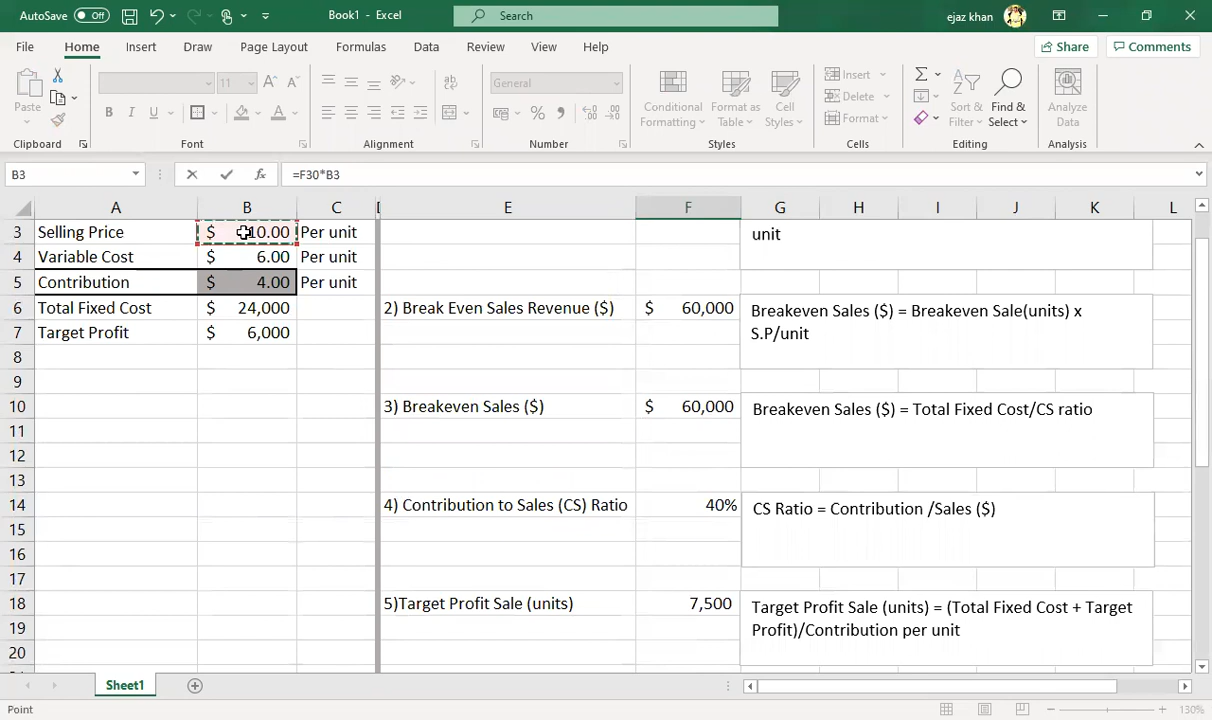 AutoSave Off Book1 - Excel Search ejaz khan
File Home Insert Draw Page Layout Formulas Data Review View Help Share Comments
Paste 11 General Insert Conditional Format as Cell Sort & Find & Analyze
B I U A Delete Formatting Table Styles Filter Select Data
Format
Clipboard Font Alignment Number Styles Cells Editing Analysis
B3 fx =F30*B3
A B C E F G H I J K L
3 Selling Price $ 10.00 Per unit unit
4 Variable Cost $ 6.00 Per unit
5 Contribution $ 4.00 Per unit
6 Total Fixed Cost $ 24,000 2) Break Even Sales Revenue ($) $ 60,000 Breakeven Sales ($) = Breakeven Sale(units) x
7 Target Profit $ 6,000 S.P/unit
8
9
10 3) Breakeven Sales ($) $ 60,000 Breakeven Sales ($) = Total Fixed Cost/CS ratio
11
12
13
14 4) Contribution to Sales (CS) Ratio 40% CS Ratio = Contribution /Sales ($)
15
16
17
18 5)Target Profit Sale (units) 7,500 Target Profit Sale (units) = (Total Fixed Cost + Target
19 Profit)/Contribution per unit
20
Sheet1
Point 130%